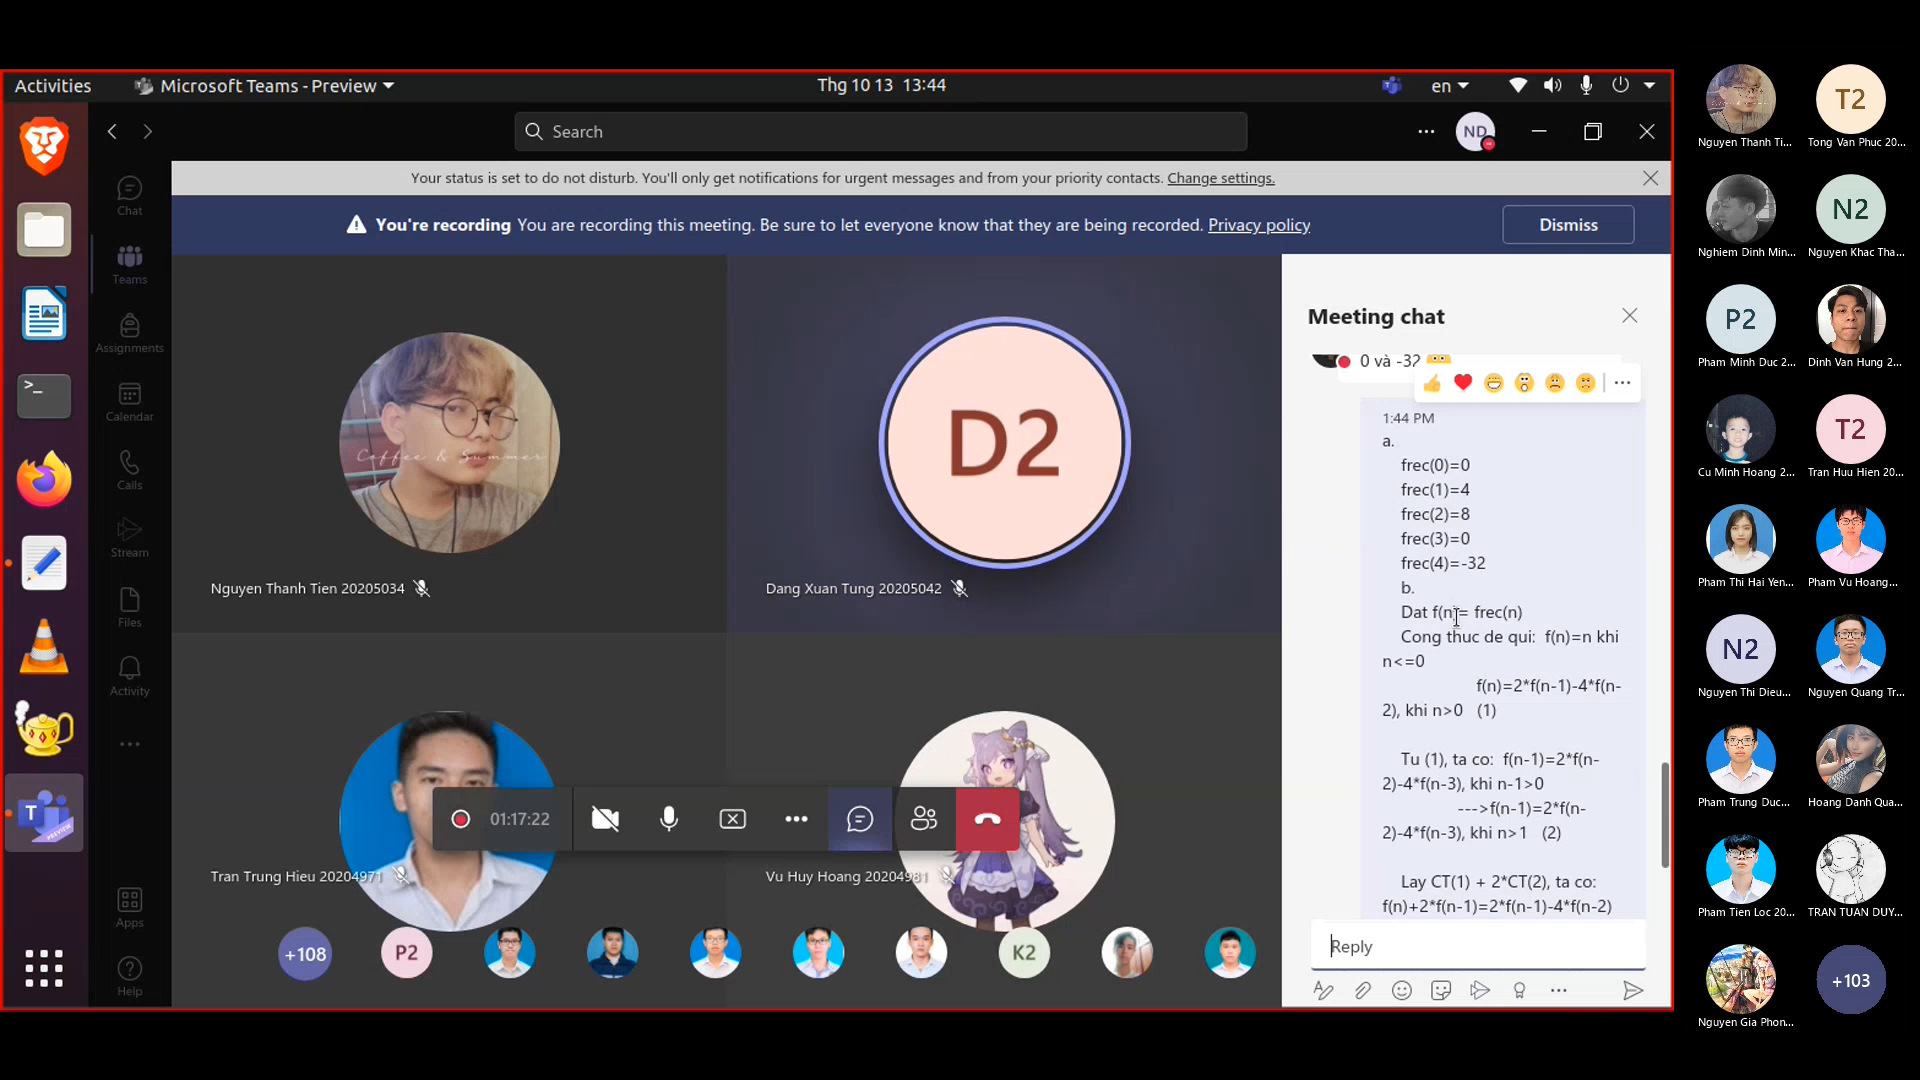 Activities
Microsoft Teams - Preview
Thg 10 13 13:44
en
Search
ND
Your status is set to do not disturb. You'll only get notifications for urgent messages and from your priority contacts. Change settings.
You're recording You are recording this meeting. Be sure to let everyone know that they are being recorded. Privacy policy
Dismiss
Chat
Teams
Assignments
Calendar
Calls
Stream
Files
Activity
Apps
Help
Coffee & Summer
Nguyen Thanh Tien 20205034
D2
Dang Xuan Tung 20205042
Tran Trung Hieu 20204971
Vu Huy Hoang 20204981
01:17:22
+108
P2
K2
Meeting chat
0 và -32
1:44 PM
a.
frec(0)=0
frec(1)=4
frec(2)=8
frec(3)=0
frec(4)=-32
b.
Dat f(n)= frec(n)
Cong thuc de qui: f(n)=n khi
n<=0
f(n)=2*f(n-1)-4*f(n-
2), khi n>0 (1)
Tu (1), ta co: f(n-1)=2*f(n-
2)-4*f(n-3), khi n-1>0
--->f(n-1)=2*f(n-
2)-4*f(n-3), khi n>1 (2)
Lay CT(1) + 2*CT(2), ta co:
f(n)+2*f(n-1)=2*f(n-1)-4*f(n-2)
Reply
T
PREVIEW
Nguyen Thanh Ti...
T2
Tong Van Phuc 20...
Nghiem Dinh Min...
N2
Nguyen Khac Tha...
P2
Pham Minh Duc 2...
Dinh Van Hung 2...
Cu Minh Hoang 2...
T2
Tran Huu Hien 20...
Pham Thi Hai Yen...
Pham Vu Hoang...
N2
Nguyen Thi Dieu...
Nguyen Quang Tr...
Pham Trung Duc...
Hoang Danh Qua...
Pham Tien Loc 20...
TRAN TUAN DUY...
Nguyen Gia Phon...
+103